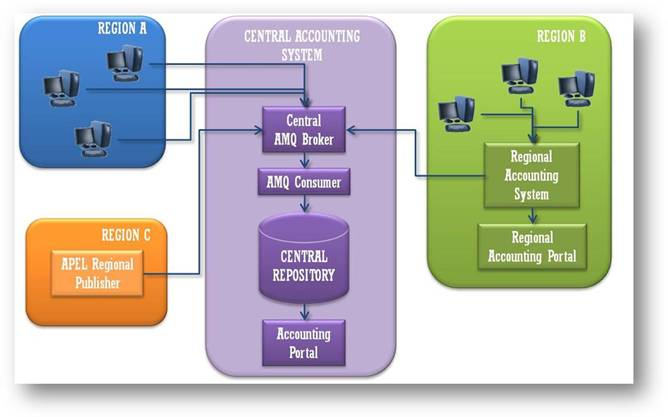 REGION A
CENTRAL ACCOUNTING
SYSTEM
REGION B
Central
AMQ Broker
AMQ Consumer
CENTRAL
REPOSITORY
Accounting
Portal
Regional
Accounting
System
Regional
Accounting Portal
REGION C
APEL Regional
Publisher